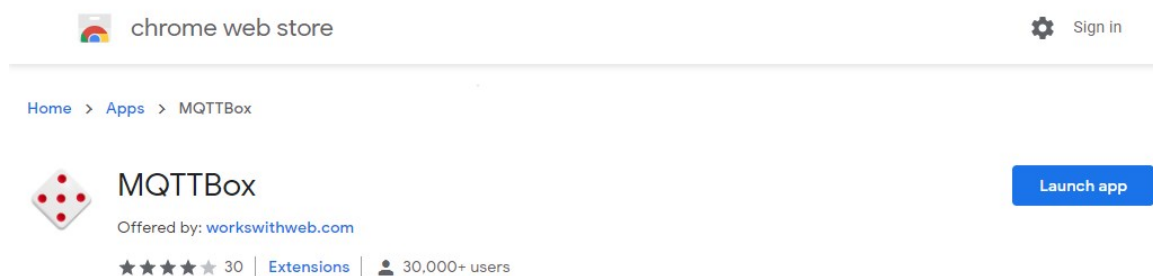 chrome web store
Sign in
Home > Apps > MQTTBox
MQTTBox
Launch app
Offered by: workswithweb.com
30 | Extensions | 30,000+ users